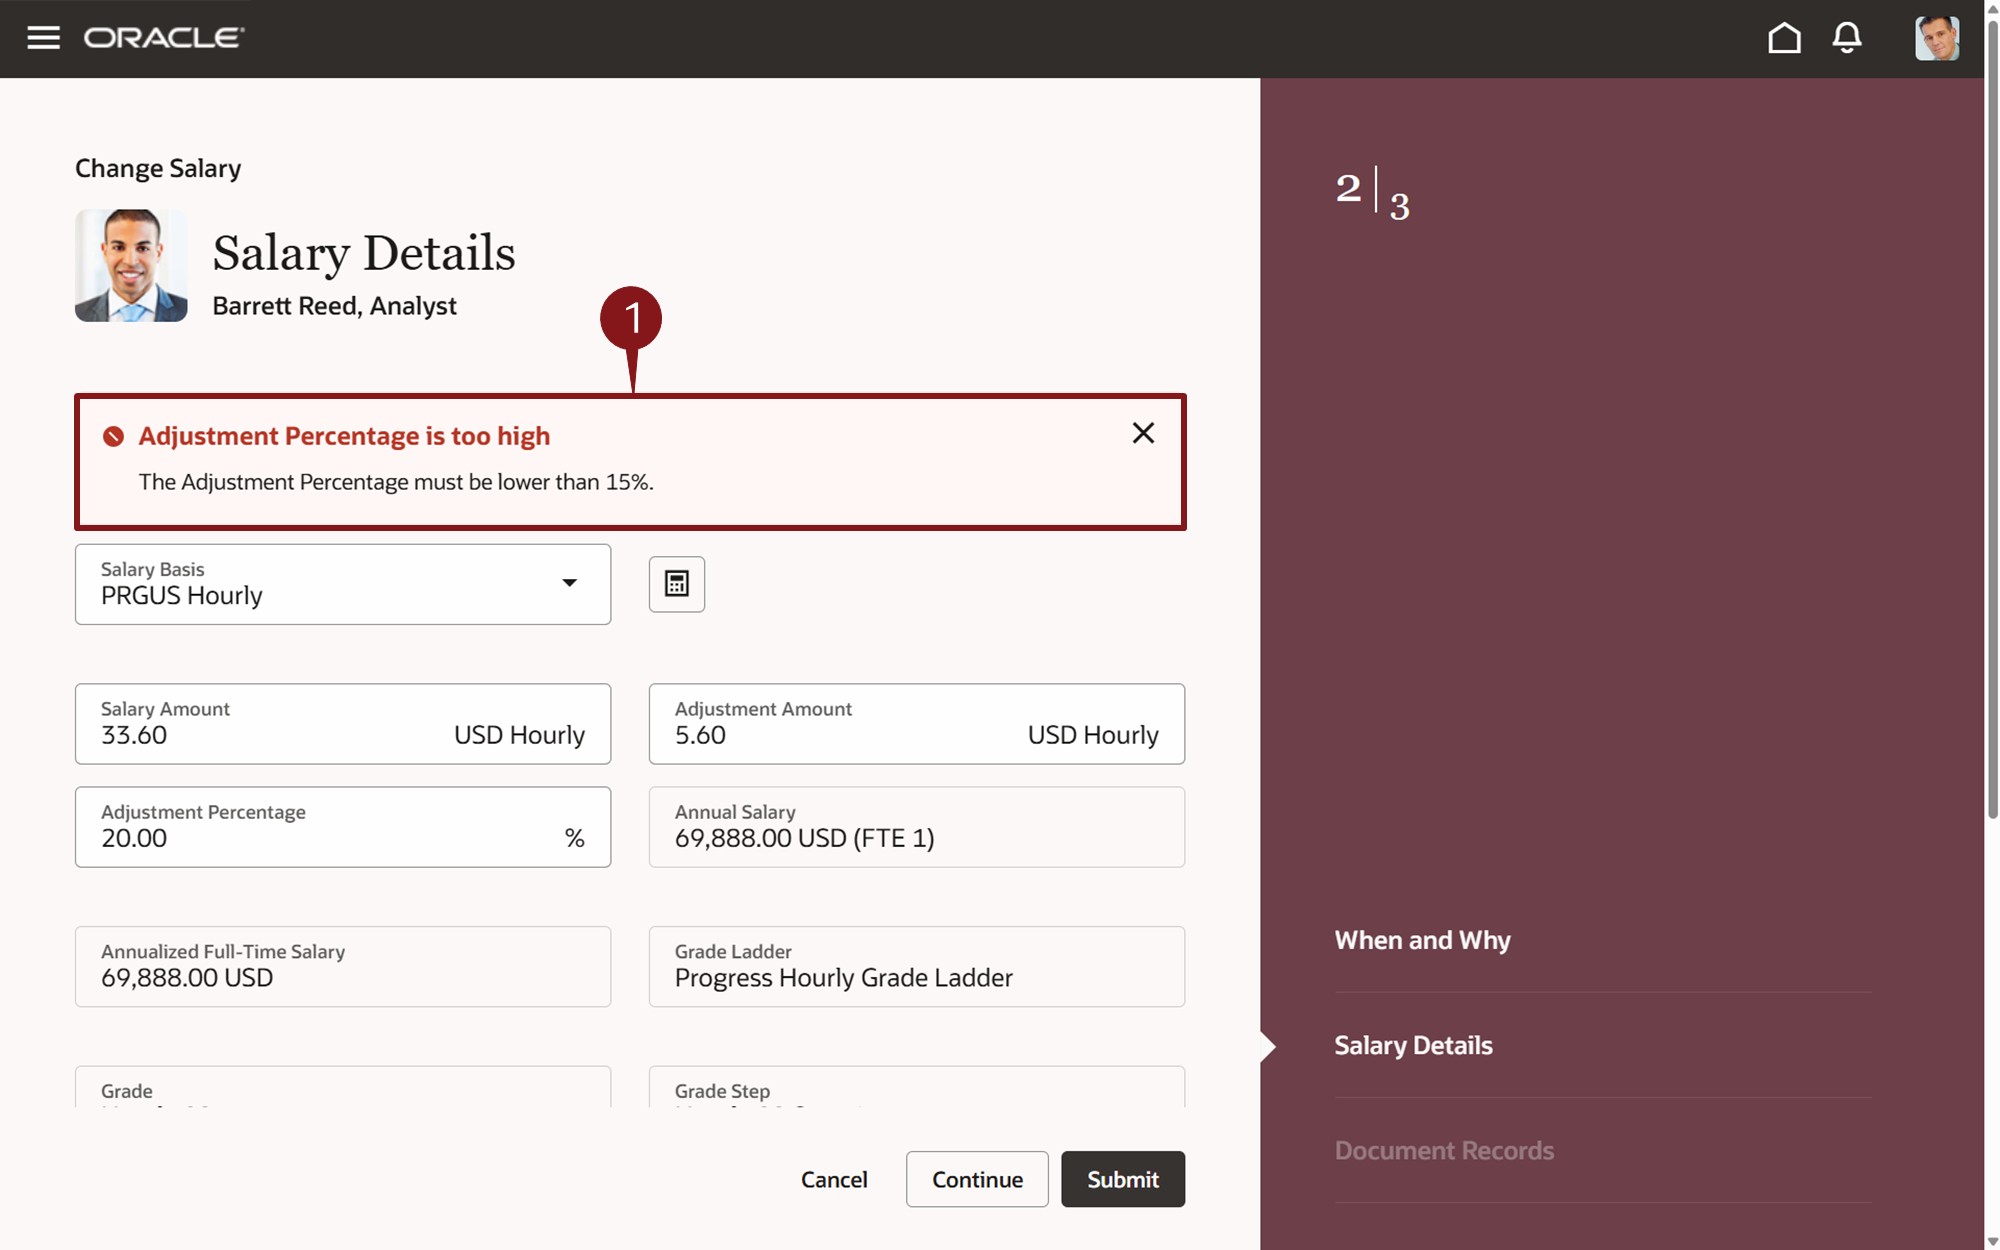 ORACLE
Change Salary
Salary Details
Barrett Reed, Analyst
1
Adjustment Percentage is too high
The Adjustment Percentage must be lower than 15%.
Salary Basis
PRGUS Hourly
Salary Amount
33.60 USD Hourly
Adjustment Amount
5.60 USD Hourly
Adjustment Percentage
20.00 %
Annual Salary
69,888.00 USD (FTE 1)
Annualized Full-Time Salary
69,888.00 USD
Grade Ladder
Progress Hourly Grade Ladder
Grade
Grade Step
Cancel
Continue
Submit
2 | 3
When and Why
Salary Details
Document Records